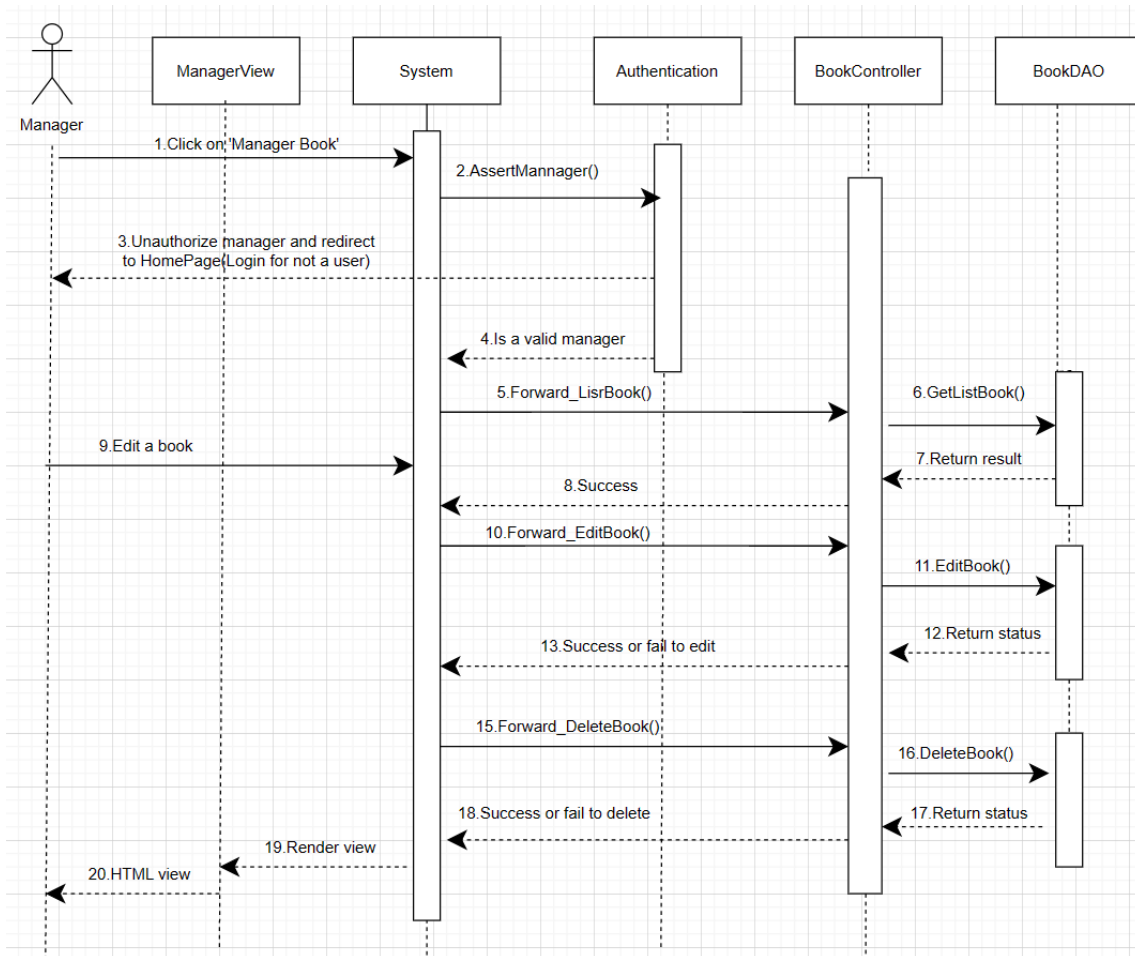 ManagerView
System
Authentication
BookController
BookDAO
Manager
1.Click on 'Manager Book'
2.AssertMannager()
3.Unauthorize manager and redirect
to HomePage(Login for not a user)
4.Is a valid manager
5.Forward_LisrBook()
6.GetListBook()
9.Edit a book
7.Return result
8.Success
10.Forward_EditBook()
11.EditBook()
12.Return status
13.Success or fail to edit
15.Forward_DeleteBook()
16.DeleteBook()
18.Success or fail to delete
17.Return status
19.Render view
20.HTML view